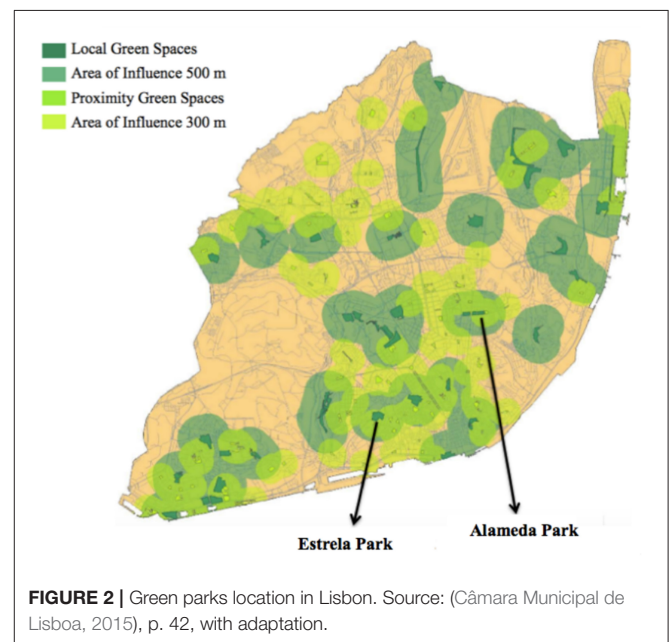 Local Green Spaces
Area of Influence 500 m
Proximity Green Spaces
Area of Influence 300 m
Estrela Park
Alameda Park
FIGURE 2 | Green parks location in Lisbon. Source: (Câmara Municipal de
Lisboa, 2015), p. 42, with adaptation.